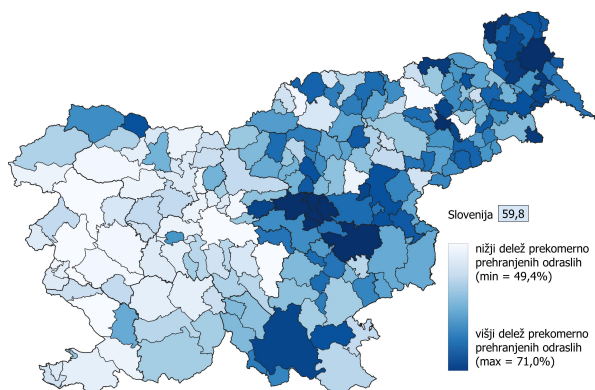 Slovenija 59,8
nižji delež prekomerno
prehranjenih odraslih
(min = 49,4%)
višji delež prekomerno
prehranjenih odraslih
(max = 71,0%)